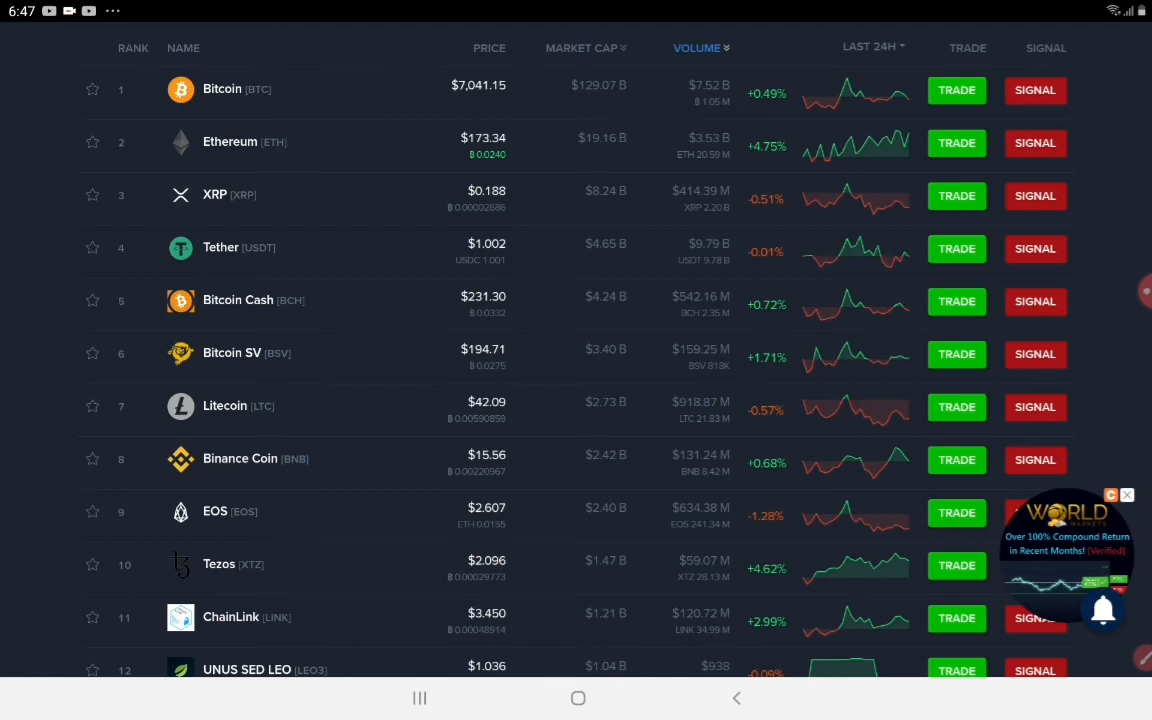 6:47
RANK NAME PRICE MARKET CAP VOLUME LAST 24H TRADE SIGNAL
1 Bitcoin [BTC] $7,041.15 $129.07 B $7.52 B +0.49% TRADE SIGNAL
฿ 1.05 M
2 Ethereum [ETH] $173.34 $19.16 B $3.53 B +4.75% TRADE SIGNAL
฿ 0.0240 ETH 20.59 M
3 XRP [XRP] $0.188 $8.24 B $414.39 M -0.51% TRADE SIGNAL
฿ 0.00002686 XRP 2.20 B
4 Tether [USDT] $1.002 $4.65 B $9.79 B -0.01% TRADE SIGNAL
USDC 1.001 USDT 9.78 B
5 Bitcoin Cash [BCH] $231.30 $4.24 B $542.16 M +0.72% TRADE SIGNAL
฿ 0.0332 BCH 2.35 M
6 Bitcoin SV [BSV] $194.71 $3.40 B $159.25 M +1.71% TRADE SIGNAL
฿ 0.0275 BSV 818K
7 Litecoin [LTC] $42.09 $2.73 B $918.87 M -0.57% TRADE SIGNAL
฿ 0.00590859 LTC 21.83 M
8 Binance Coin [BNB] $15.56 $2.42 B $131.24 M +0.68% TRADE SIGNAL
฿ 0.00220967 BNB 8.42 M
9 EOS [EOS] $2.607 $2.40 B $634.38 M -1.28% TRADE
ETH 0.0155 EOS 241.34 M
WORLD
MARKETS
Over 100% Compound Return
in Recent Months! [Verified]
10 Tezos [XTZ] $2.096 $1.47 B $59.07 M +4.62% TRADE
฿ 0.00029773 XTZ 28.13 M
11 ChainLink [LINK] $3.450 $1.21 B $120.72 M +2.99% TRADE SIGNAL
฿ 0.00048914 LINK 34.99 M
12 UNUS SED LEO [LEO3] $1.036 $1.04 B $938 -0.09% TRADE SIGNAL